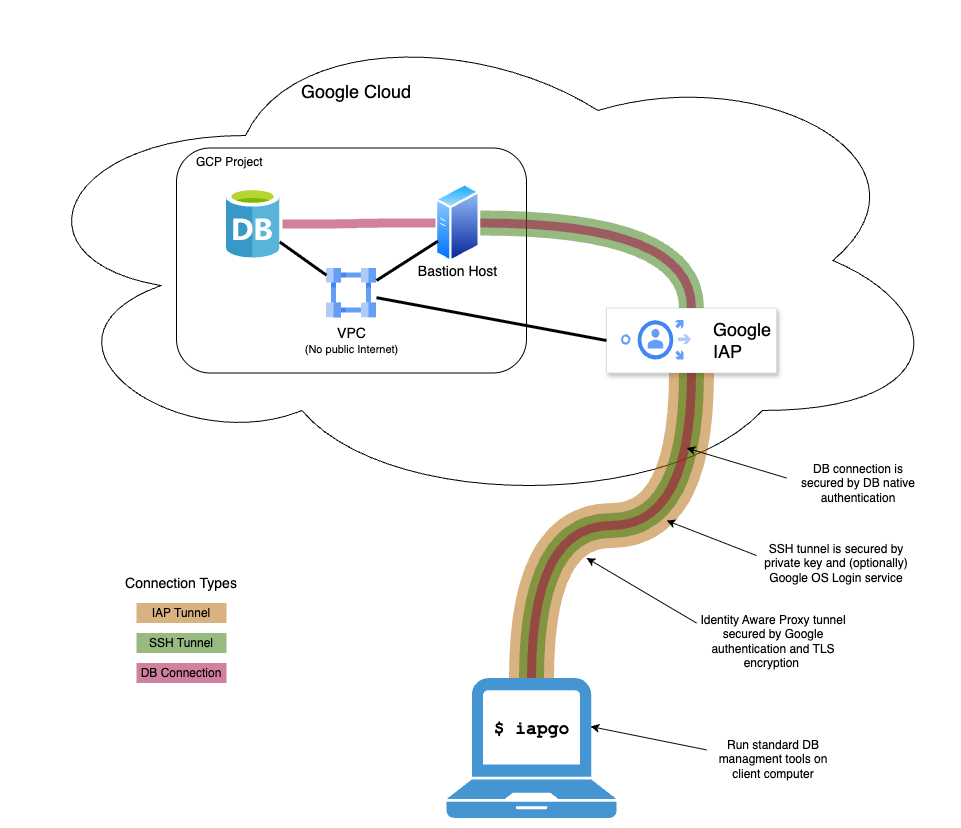 Google Cloud
GCP Project
DB
Bastion Host
VPC
(No public Internet)
Google
IAP
DB connection is
secured by DB native
authentication
SSH tunnel is secured by
private key and (optionally)
Google OS Login service
Connection Types
IAP Tunnel
SSH Tunnel
DB Connection
Identity Aware Proxy tunnel
secured by Google
authentication and TLS
encryption
$ iapgo
Run standard DB
managment tools on
client computer